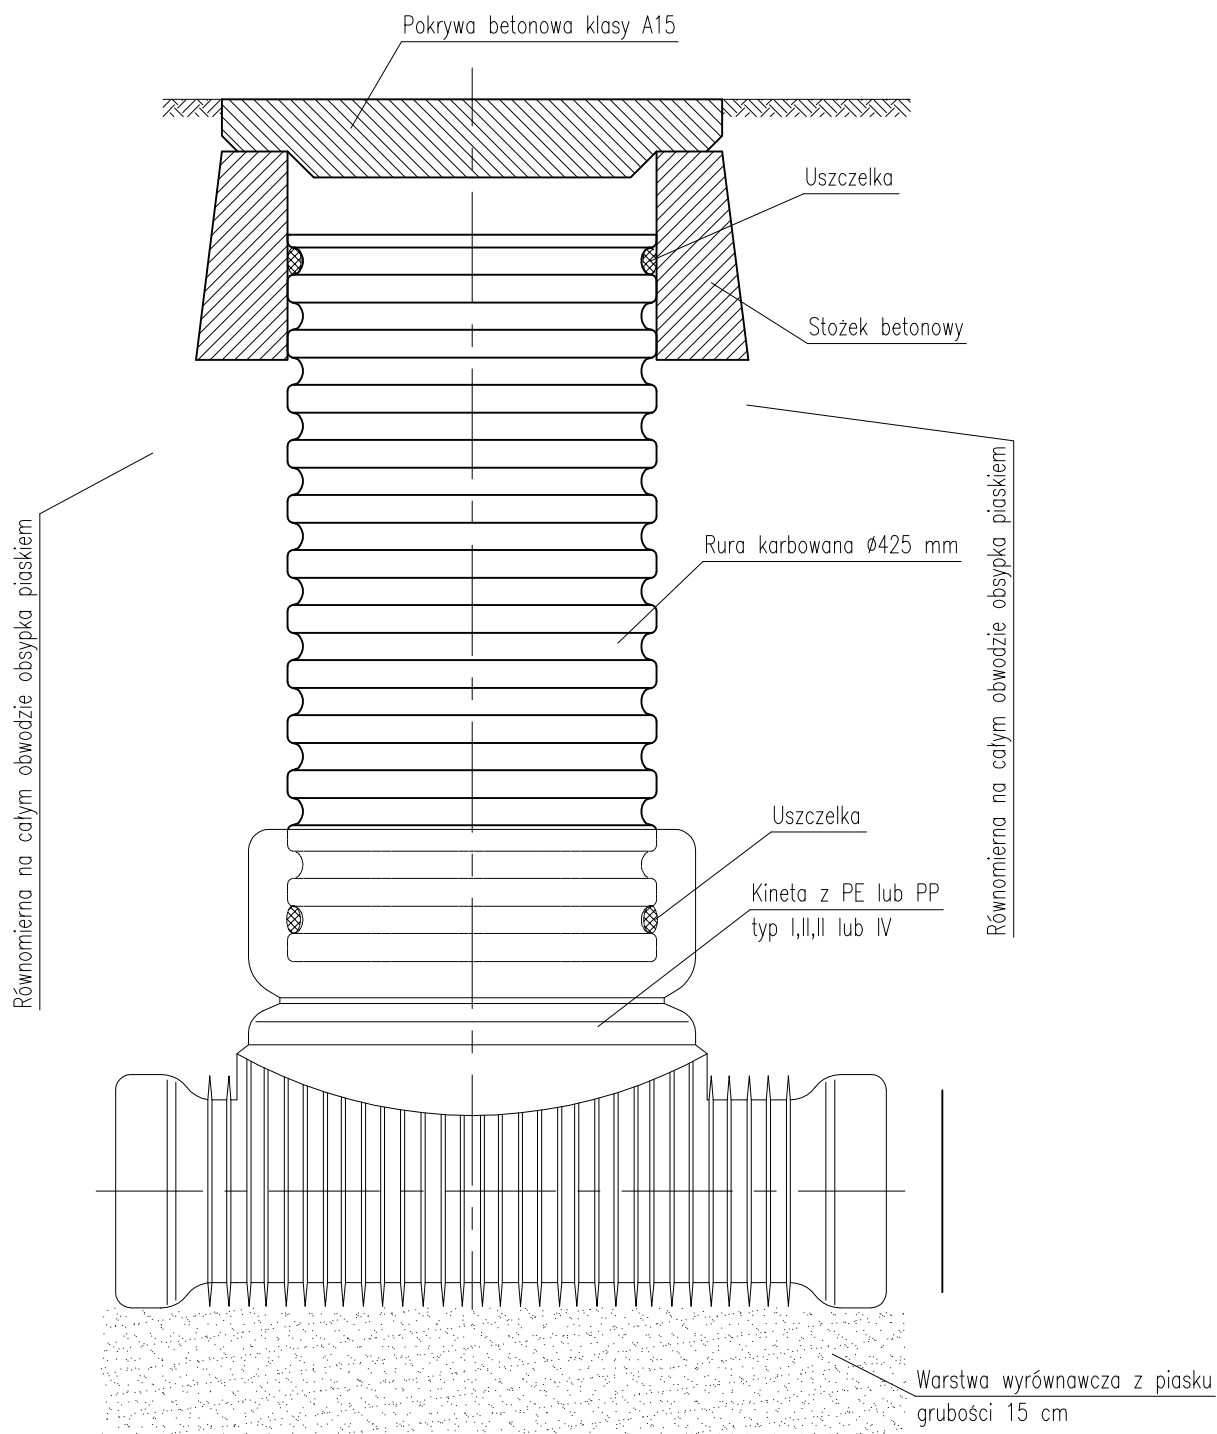 Pokrywa betonowa klasy A15
Uszczelka
Stożek betonowy
Równomierna na całym obwodzie obsypka piaskiem
Równomierna na całym obwodzie obsypka piaskiem
Rura karbowana ø425 mm
Uszczelka
Kineta z PE lub PP
typ I,II,II lub IV
Warstwa wyrównawcza z piasku
grubości 15 cm